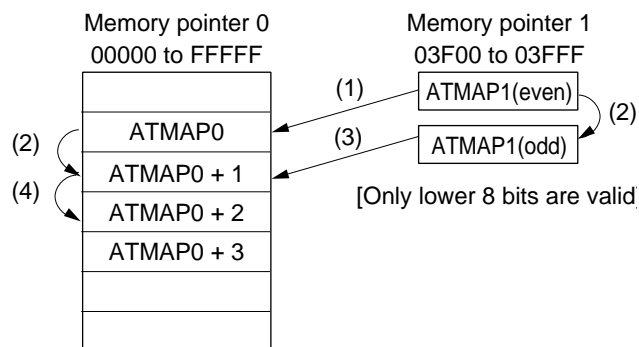 Memory pointer 0
00000 to FFFFF
Memory pointer 1
03F00 to 03FFF
(1)
ATMAP1(even)
ATMAP0
(2)
(2)
(3)
ATMAP1(odd)
ATMAP0 + 1
(4)
[Only lower 8 bits are valid]
ATMAP0 + 2
ATMAP0 + 3